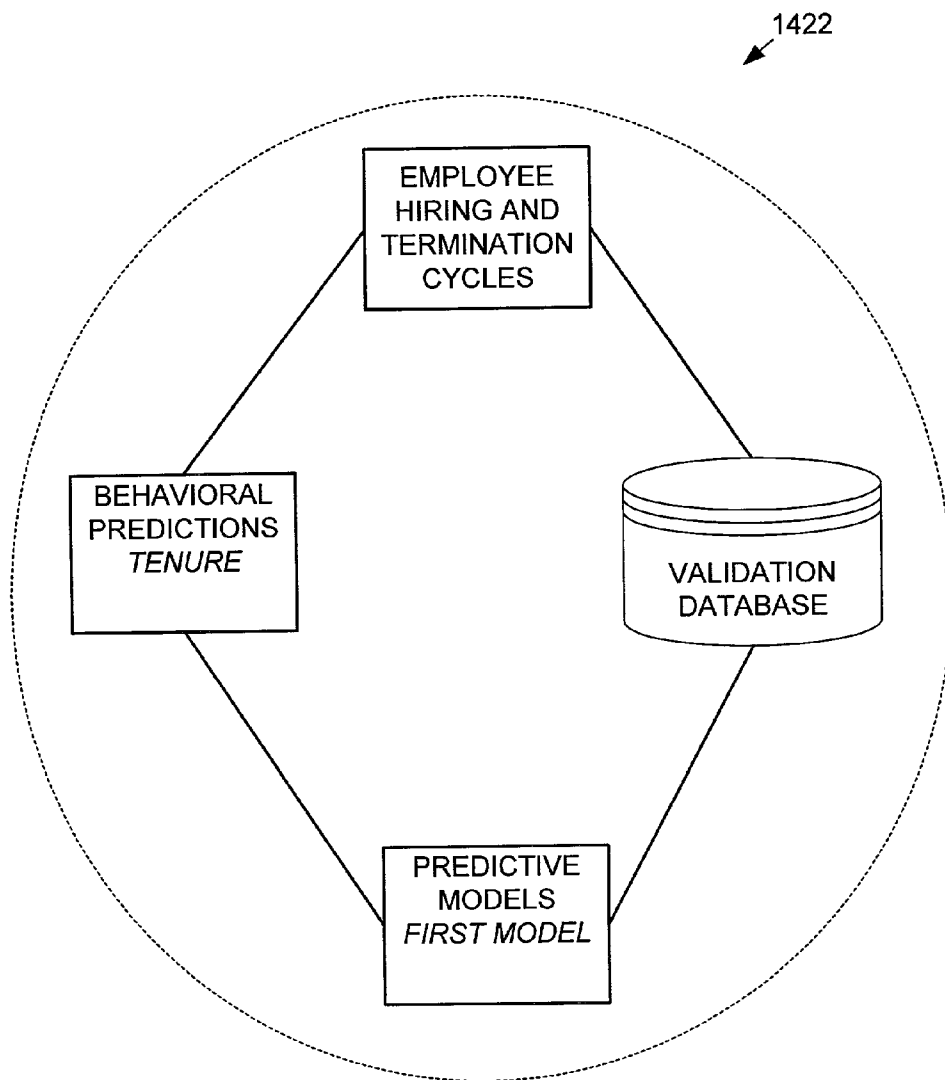 1422
EMPLOYEE
HIRING AND
TERMINATION
CYCLES
BEHAVIORAL
PREDICTIONS
TENURE
VALIDATION
DATABASE
PREDICTIVE
MODELS
FIRST MODEL